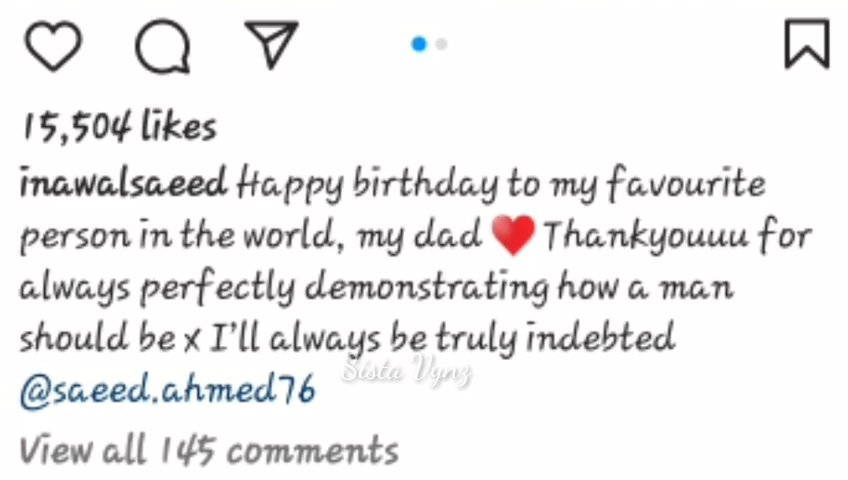 15,504 likes
inawalsaeed Happy birthday to my favourite
person in the world, my dad ❤️ Thankyouuu for
always perfectly demonstrating how a man
should be x I'll always be truly indebted
Sista Vynz
@saeed.ahmed76
View all 145 comments